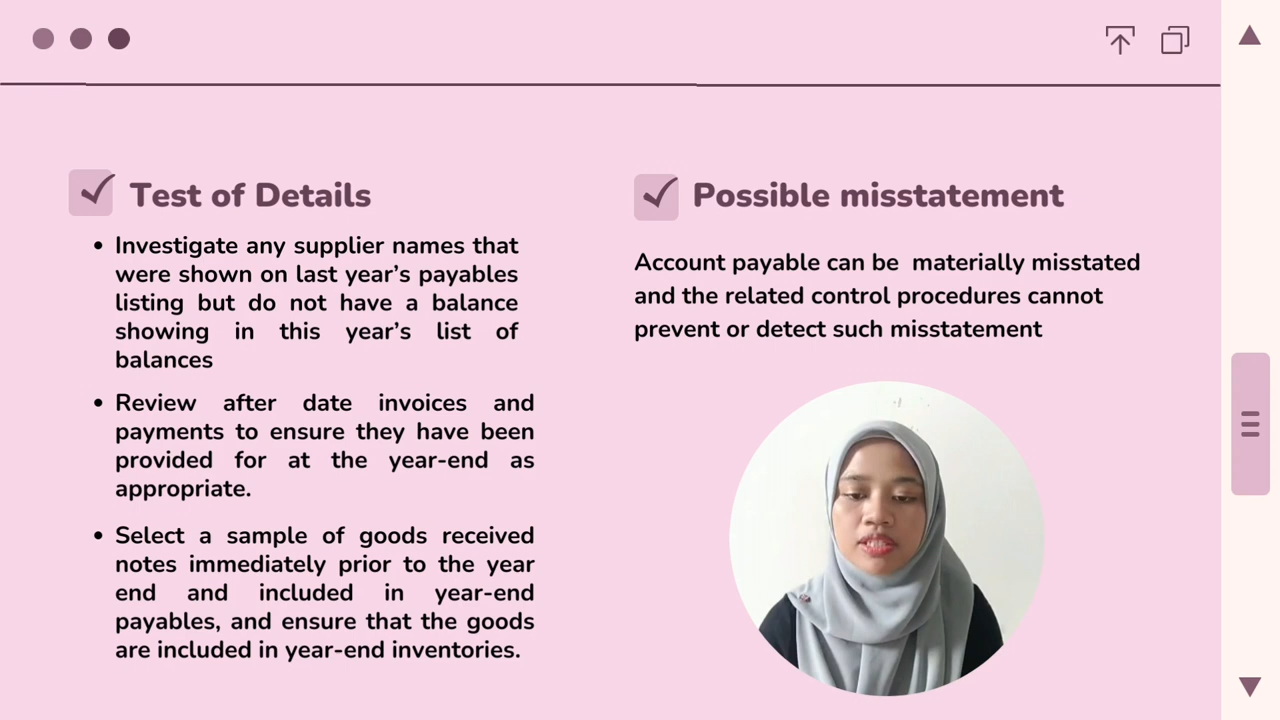 Test of Details
• Investigate any supplier names that
were shown on last year’s payables
listing but do not have a balance
showing in this year’s list of
balances
• Review after date invoices and
payments to ensure they have been
provided for at the year-end as
appropriate.
• Select a sample of goods received
notes immediately prior to the year
end and included in year-end
payables, and ensure that the goods
are included in year-end inventories.
Possible misstatement
Account payable can be materially misstated
and the related control procedures cannot
prevent or detect such misstatement